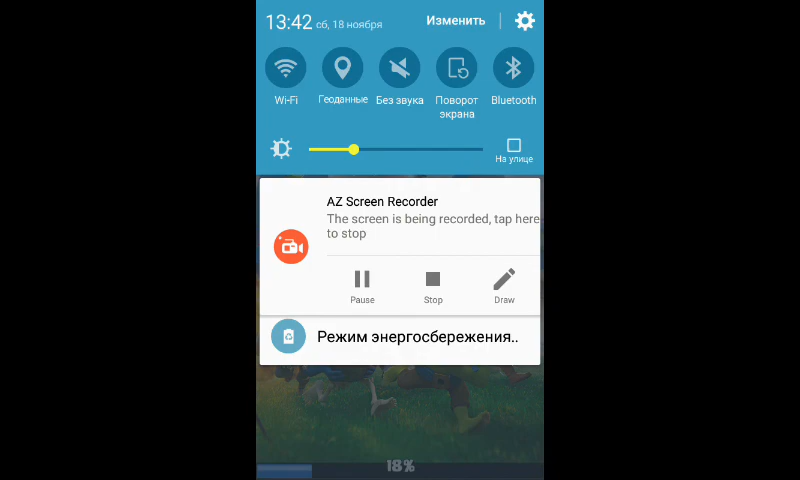 13:42 сб, 18 ноября Изменить
Wi-Fi Геоданные Без звука Поворот экрана Bluetooth
На улице
AZ Screen Recorder
The screen is being recorded, tap here
to stop
Pause Stop Draw
Режим энергосбережения..
18%